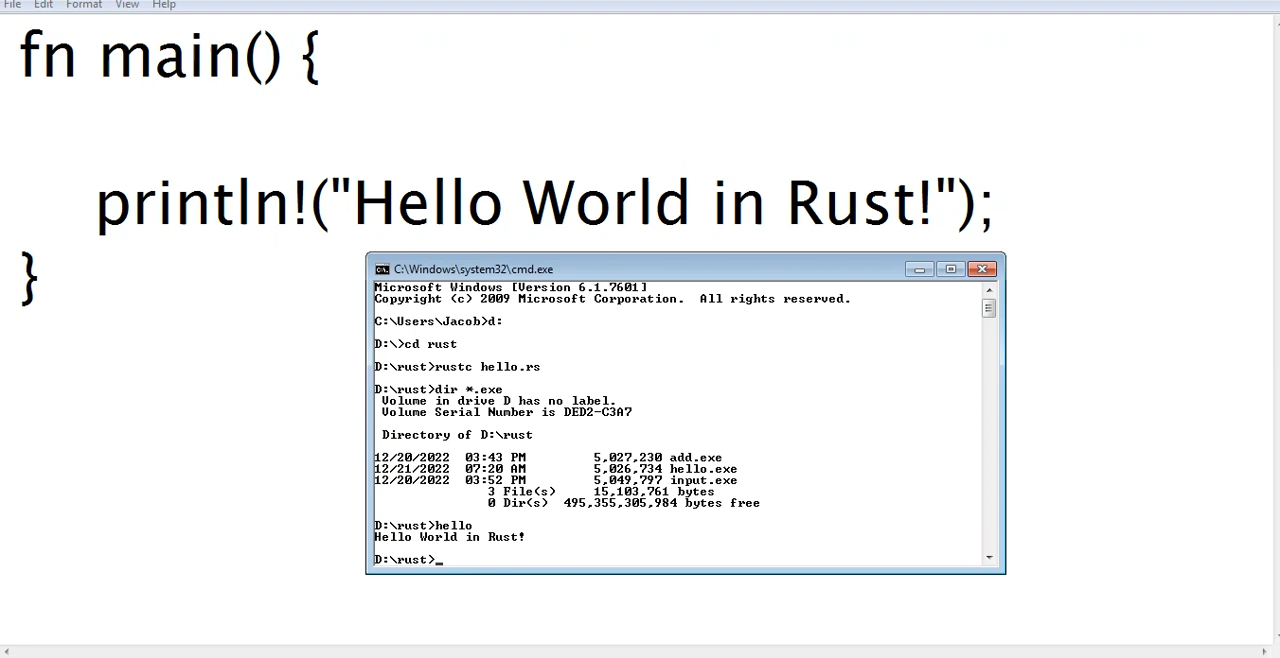 File Edit Format View Help
fn main() {
println!("Hello World in Rust!");
}
C:\Windows\system32\cmd.exe
Microsoft Windows [Version 6.1.7601]
Copyright (c) 2009 Microsoft Corporation.  All rights reserved.
C:\Users\Jacob>d:
D:\>cd rust
D:\rust>rustc hello.rs
D:\rust>dir *.exe
Volume in drive D has no label.
Volume Serial Number is DED2-C3A7
Directory of D:\rust
12/20/2022  03:43 PM         5,027,230 add.exe
12/21/2022  07:20 AM         5,026,734 hello.exe
12/20/2022  03:52 PM         5,049,797 input.exe
3 File(s)     15,103,761 bytes
0 Dir(s)  495,355,305,984 bytes free
D:\rust>hello
Hello World in Rust!
D:\rust>_